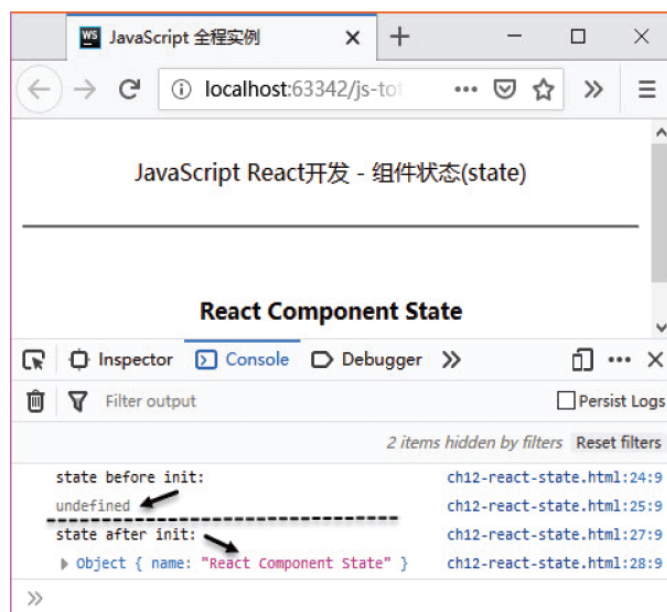 WS JavaScript 全程实例
localhost:63342/js-tot
JavaScript React开发 - 组件状态(state)
React Component State
Inspector Console Debugger
Filter output Persist Logs
2 items hidden by filters Reset filters
state before init: ch12-react-state.html:24:9
undefined ch12-react-state.html:25:9
state after init: ch12-react-state.html:27:9
Object { name: "React Component State" } ch12-react-state.html:28:9